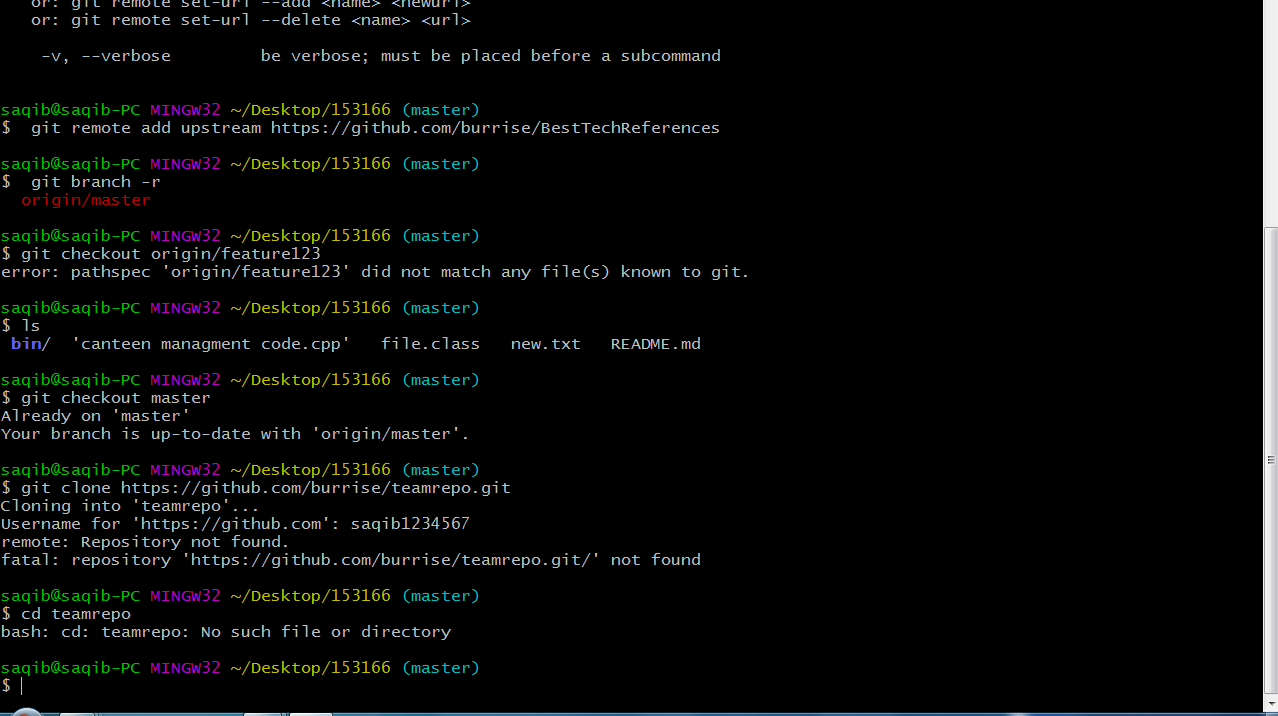 or: git remote set-url --add <name> <newurl>
or: git remote set-url --delete <name> <url>
-v, --verbose be verbose; must be placed before a subcommand
saqib@saqib-PC MINGW32 ~/Desktop/153166 (master)
$ git remote add upstream https://github.com/burrise/BestTechReferences
saqib@saqib-PC MINGW32 ~/Desktop/153166 (master)
$ git branch -r
origin/master
saqib@saqib-PC MINGW32 ~/Desktop/153166 (master)
$ git checkout origin/feature123
error: pathspec 'origin/feature123' did not match any file(s) known to git.
saqib@saqib-PC MINGW32 ~/Desktop/153166 (master)
$ ls
bin/ 'canteen managment code.cpp' file.class new.txt README.md
saqib@saqib-PC MINGW32 ~/Desktop/153166 (master)
$ git checkout master
Already on 'master'
Your branch is up-to-date with 'origin/master'.
saqib@saqib-PC MINGW32 ~/Desktop/153166 (master)
$ git clone https://github.com/burrise/teamrepo.git
Cloning into 'teamrepo'...
Username for 'https://github.com': saqib1234567
remote: Repository not found.
fatal: repository 'https://github.com/burrise/teamrepo.git/' not found
saqib@saqib-PC MINGW32 ~/Desktop/153166 (master)
$ cd teamrepo
bash: cd: teamrepo: No such file or directory
saqib@saqib-PC MINGW32 ~/Desktop/153166 (master)
$